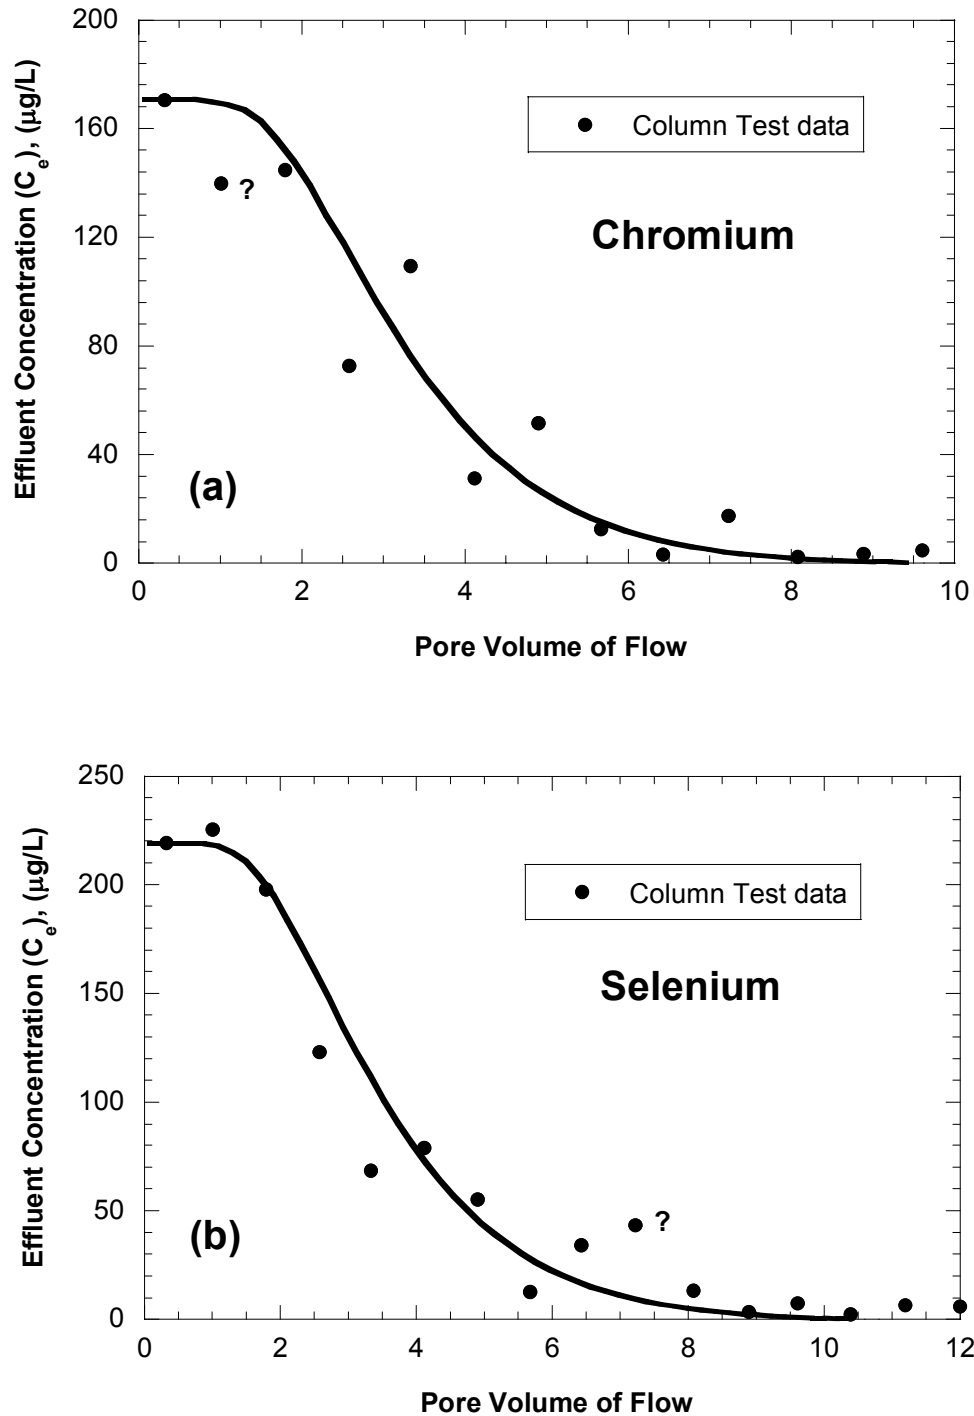 200
160
120
80
40
0
Effluent Concentration (C_e), (μg/L)
Column Test data
?
Chromium
(a)
0 2 4 6 8 10
Pore Volume of Flow
250
200
150
100
50
0
Effluent Concentration (C_e), (μg/L)
Column Test data
Selenium
?
(b)
0 2 4 6 8 10 12
Pore Volume of Flow